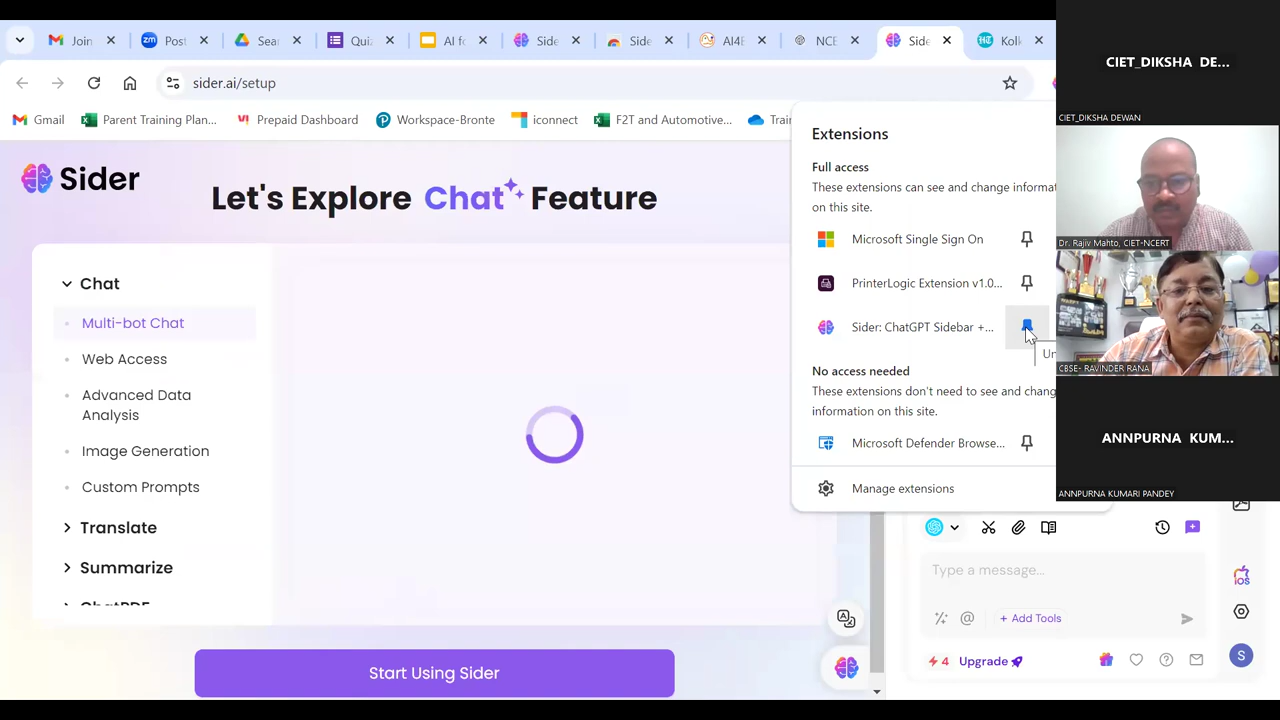 Join
Post
Sear
Quiz
AI fo
Side
Side
AI4B
NCE
Side
Kolk
sider.ai/setup
Gmail
Parent Training Plan...
Prepaid Dashboard
Workspace-Bronte
iconnect
F2T and Automotive...
Trai
Sider
Let's Explore Chat Feature
Chat
Multi-bot Chat
Web Access
Advanced Data
Analysis
Image Generation
Custom Prompts
Translate
Summarize
ChatPDF
Start Using Sider
Extensions
Full access
These extensions can see and change informat
on this site.
Microsoft Single Sign On
PrinterLogic Extension v1.0...
Sider: ChatGPT Sidebar +...
Un
No access needed
These extensions don't need to see and chang
information on this site.
Microsoft Defender Browse...
Manage extensions
Type a message...
@
+ Add Tools
4
Upgrade
iOS
S
CIET_DIKSHA DE...
CIET_DIKSHA DEWAN
Dr. Rajiv Mahto, CIET-NCERT
CBSE- RAVINDER RANA
ANNPURNA KUM...
ANNPURNA KUMARI PANDEY